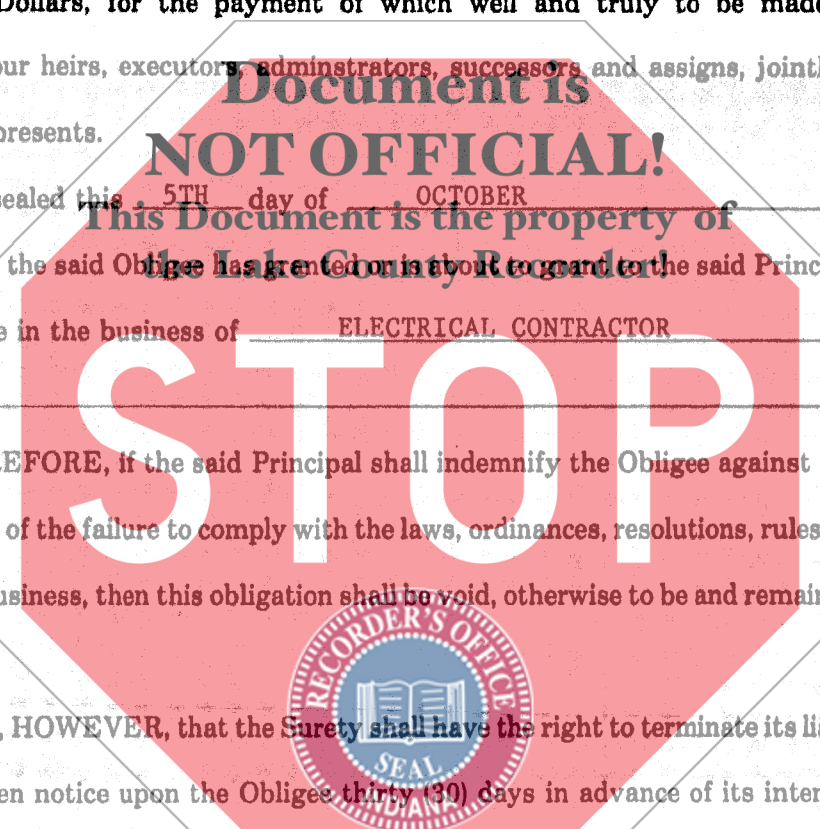 Dollars, for the payment of which well and truly to be made
our heirs, executors, adminstrators, successors and assigns, jointl
Document is
presents.
NOT OFFICIAL!
sealed this 5TH day of OCTOBER
This Document is the property of
the Lake County Recorder!
the said Obligee has granted or is about to grant to the said Princ
e in the business of ELECTRICAL CONTRACTOR
STOP
EFORE, if the said Principal shall indemnify the Obligee against
of the failure to comply with the laws, ordinances, resolutions, rules
usiness, then this obligation shall be void, otherwise to be and remain
RECORDER'S OFFICE
SEAL
INDIANA
, HOWEVER, that the Surety shall have the right to terminate its lia
en notice upon the Obligee thirty (30) days in advance of its inten